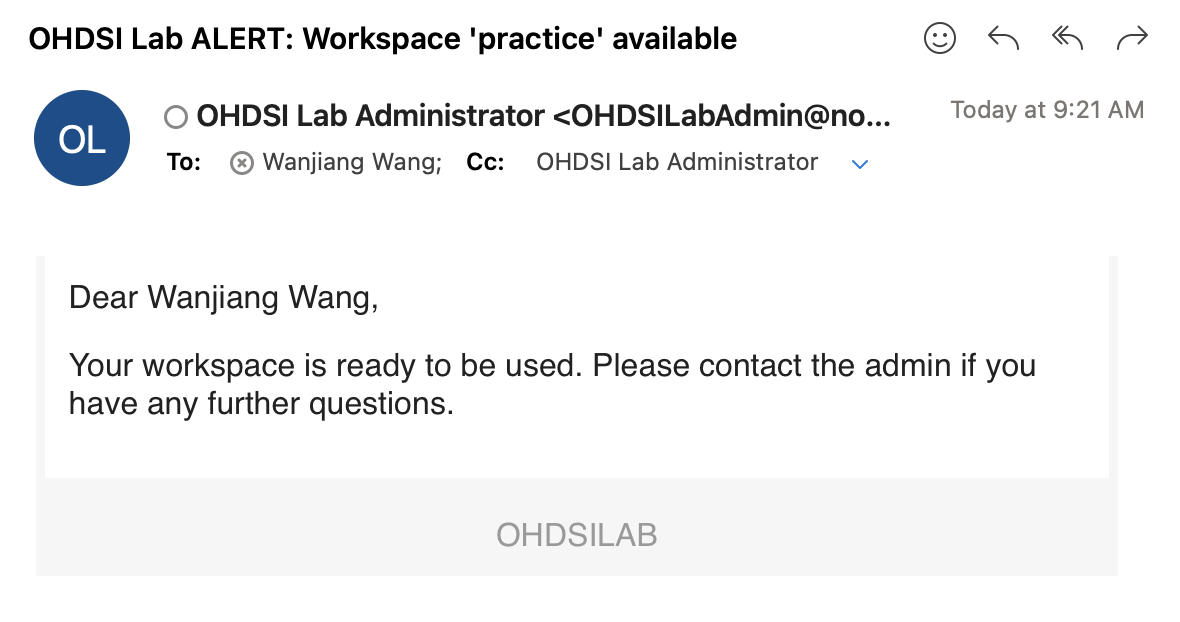 OHDSI Lab ALERT: Workspace 'practice' available
OL
OHDSI Lab Administrator <OHDSILabAdmin@no...
Today at 9:21 AM
To: Wanjiang Wang; Cc: OHDSI Lab Administrator
Dear Wanjiang Wang,
Your workspace is ready to be used. Please contact the admin if you
have any further questions.
OHDSILAB